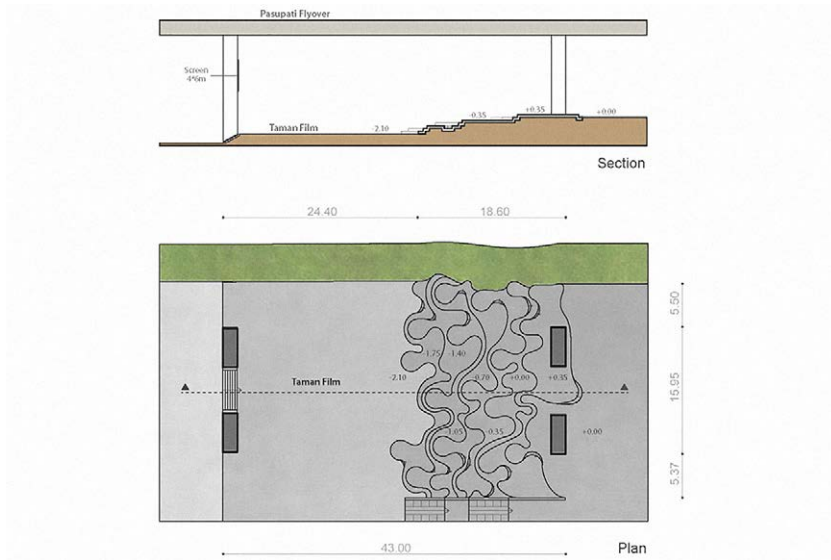 Pasupati Flyover
Screen
4*6m
Taman Film
-2.10
-0.35
+0.35
+0.00
Section
24.40
18.60
5.50
-1.75
-1.40
Taman Film
-2.10
-0.70
+0.00
+0.35
15.95
-1.05
-0.35
+0.00
5.37
43.00
Plan